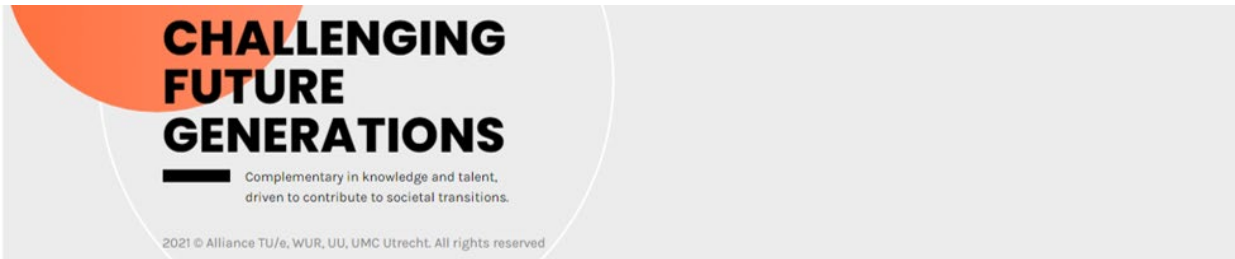 CHALLENGING
FUTURE
GENERATIONS
Complementary in knowledge and talent,
driven to contribute to societal transitions.
2021 © Alliance TU/e, WUR, UU, UMC Utrecht. All rights reserved